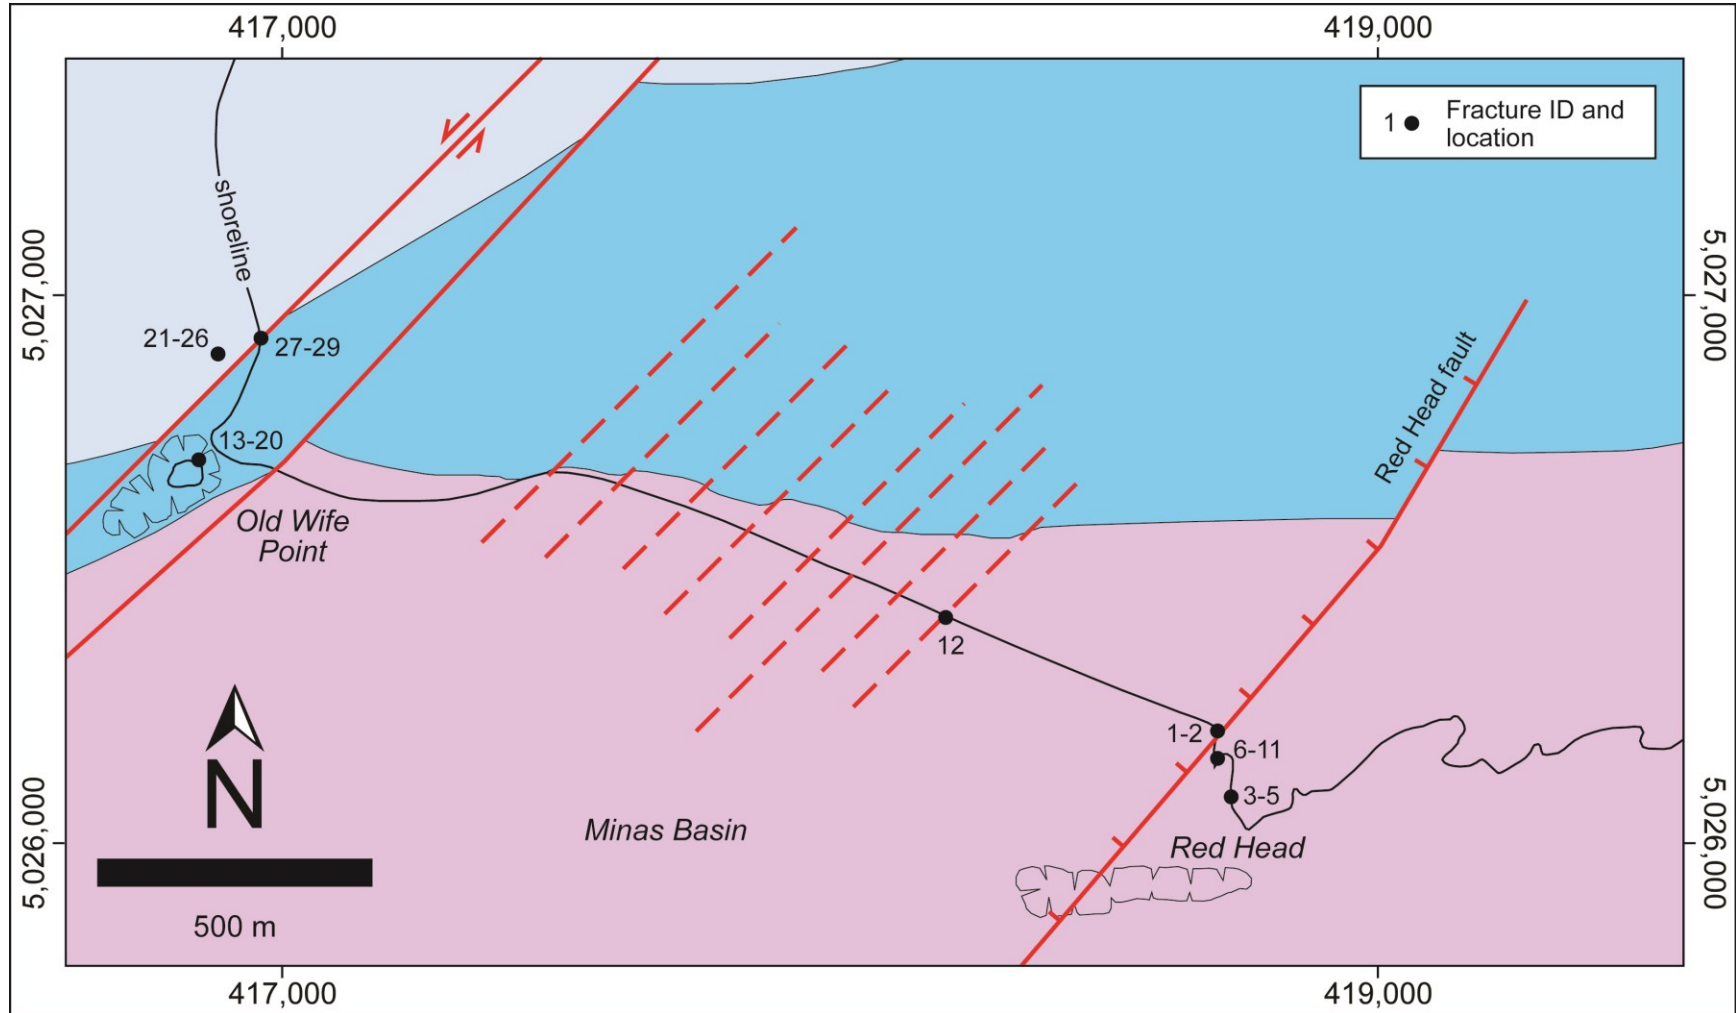 417,000
419,000
1
Fracture ID and
location
shoreline
5,027,000
5,027,000
21-26
27-29
Red Head fault
13-20
Old Wife
Point
12
1-2
6-11
N
3-5
Minas Basin
Red Head
5,026,000
5,026,000
500 m
417,000
419,000